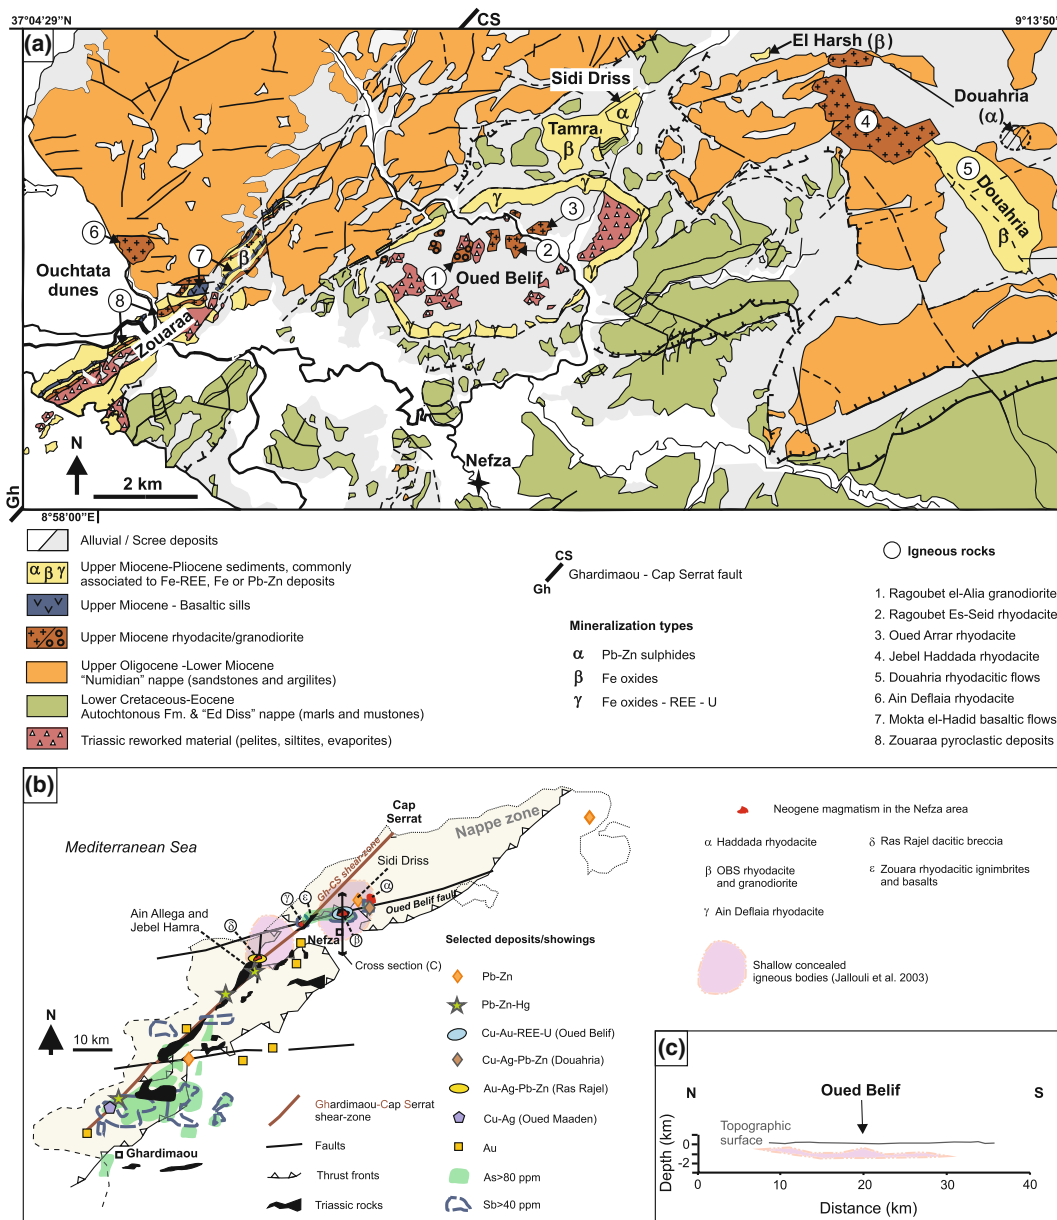 37°04'29''N
CS
9°13'50''
(a)
El Harsh (β)
Sidi Driss
α
Douahria
(α)
Tamra
β
4
5
Douahria
β
γ
γ
3
6
7
β
2
Ouchtata
dunes
1
Oued Belif
γ
8
Zouaraa
γ
N
2 km
Nefza
Gh
8°58'00''E
Alluvial / Scree deposits
α β γ
Upper Miocene-Pliocene sediments, commonly
associated to Fe-REE, Fe or Pb-Zn deposits
Upper Miocene - Basaltic sills
Upper Miocene rhyodacite/granodiorite
Upper Oligocene -Lower Miocene
"Numidian" nappe (sandstones and argilites)
Lower Cretaceous-Eocene
Autochtonous Fm. & "Ed Diss" nappe (marls and mustones)
Triassic reworked material (pelites, siltites, evaporites)
CS
Gh
Ghardimaou - Cap Serrat fault
Mineralization types
α Pb-Zn sulphides
β Fe oxides
γ Fe oxides - REE - U
Igneous rocks
1. Ragoubet el-Alia granodiorite
2. Ragoubet Es-Seid rhyodacite
3. Oued Arrar rhyodacite
4. Jebel Haddada rhyodacite
5. Douahria rhyodacitic flows
6. Ain Deflaia rhyodacite
7. Mokta el-Hadid basaltic flows
8. Zouaraa pyroclastic deposits
(b)
Cap
Serrat
Nappe zone
Mediterranean Sea
Gh-CS shear-zone
Sidi Driss
α
γ
ε
Oued Belif fault
Ain Allega and
Jebel Hamra
δ
Nefza
β
Cross section (C)
N
10 km
Ghardimaou
Ghardimaou-Cap Serrat
shear-zone
Faults
Thrust fronts
Triassic rocks
Selected deposits/showings
Pb-Zn
Pb-Zn-Hg
Cu-Au-REE-U (Oued Belif)
Cu-Ag-Pb-Zn (Douahria)
Au-Ag-Pb-Zn (Ras Rajel)
Cu-Ag (Oued Maaden)
Au
As>80 ppm
Sb>40 ppm
Neogene magmatism in the Nefza area
α Haddada rhyodacite
β OBS rhyodacite
and granodiorite
γ Ain Deflaia rhyodacite
δ Ras Rajel dacitic breccia
ε Zouara rhyodacitic ignimbrites
and basalts
Shallow concealed
igneous bodies (Jallouli et al. 2003)
(c)
N
Oued Belif
S
Topographic
surface
Depth (km)
0
-2
0
10
20
30
40
Distance (km)